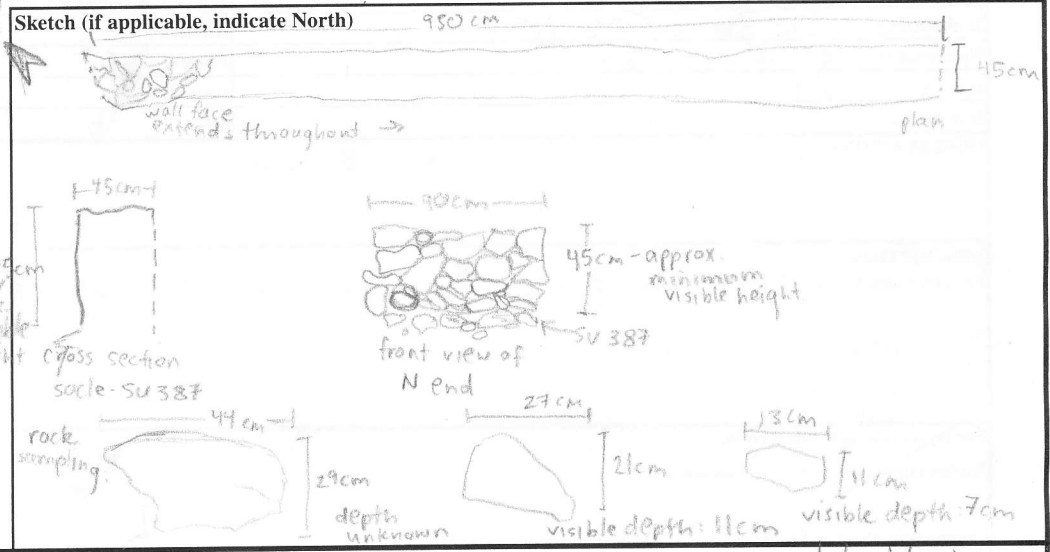 Sketch (if applicable, indicate North)
950 cm
45cm
wall face
extends throughout →
plan
45cm
90cm
45cm - approx.
minimum
visible height
SU 387
cross section
socle - SU 387
front view of
N end
rock
sampling
44 cm
29cm
depth
unknown
27 cm
21cm
visible depth: 11cm
13cm
11 cm
visible depth: 7cm